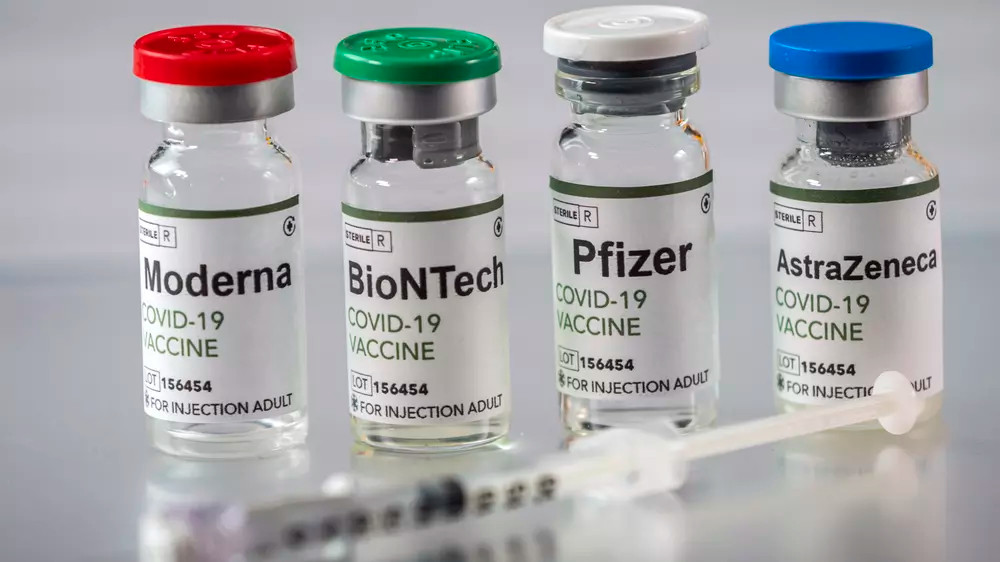 STERILE R
Moderna
COVID-19
VACCINE
LOT 156454
FOR INJECTION ADULT
STERILE R
BioNTech
COVID-19
VACCINE
LOT 156454
FOR INJECTION ADULT
STERILE R
Pfizer
COVID-19
VACCINE
LOT 156454
FOR INJECTION ADULT
STERILE R
AstraZeneca
COVID-19
VACCINE
LOT 156454
FOR